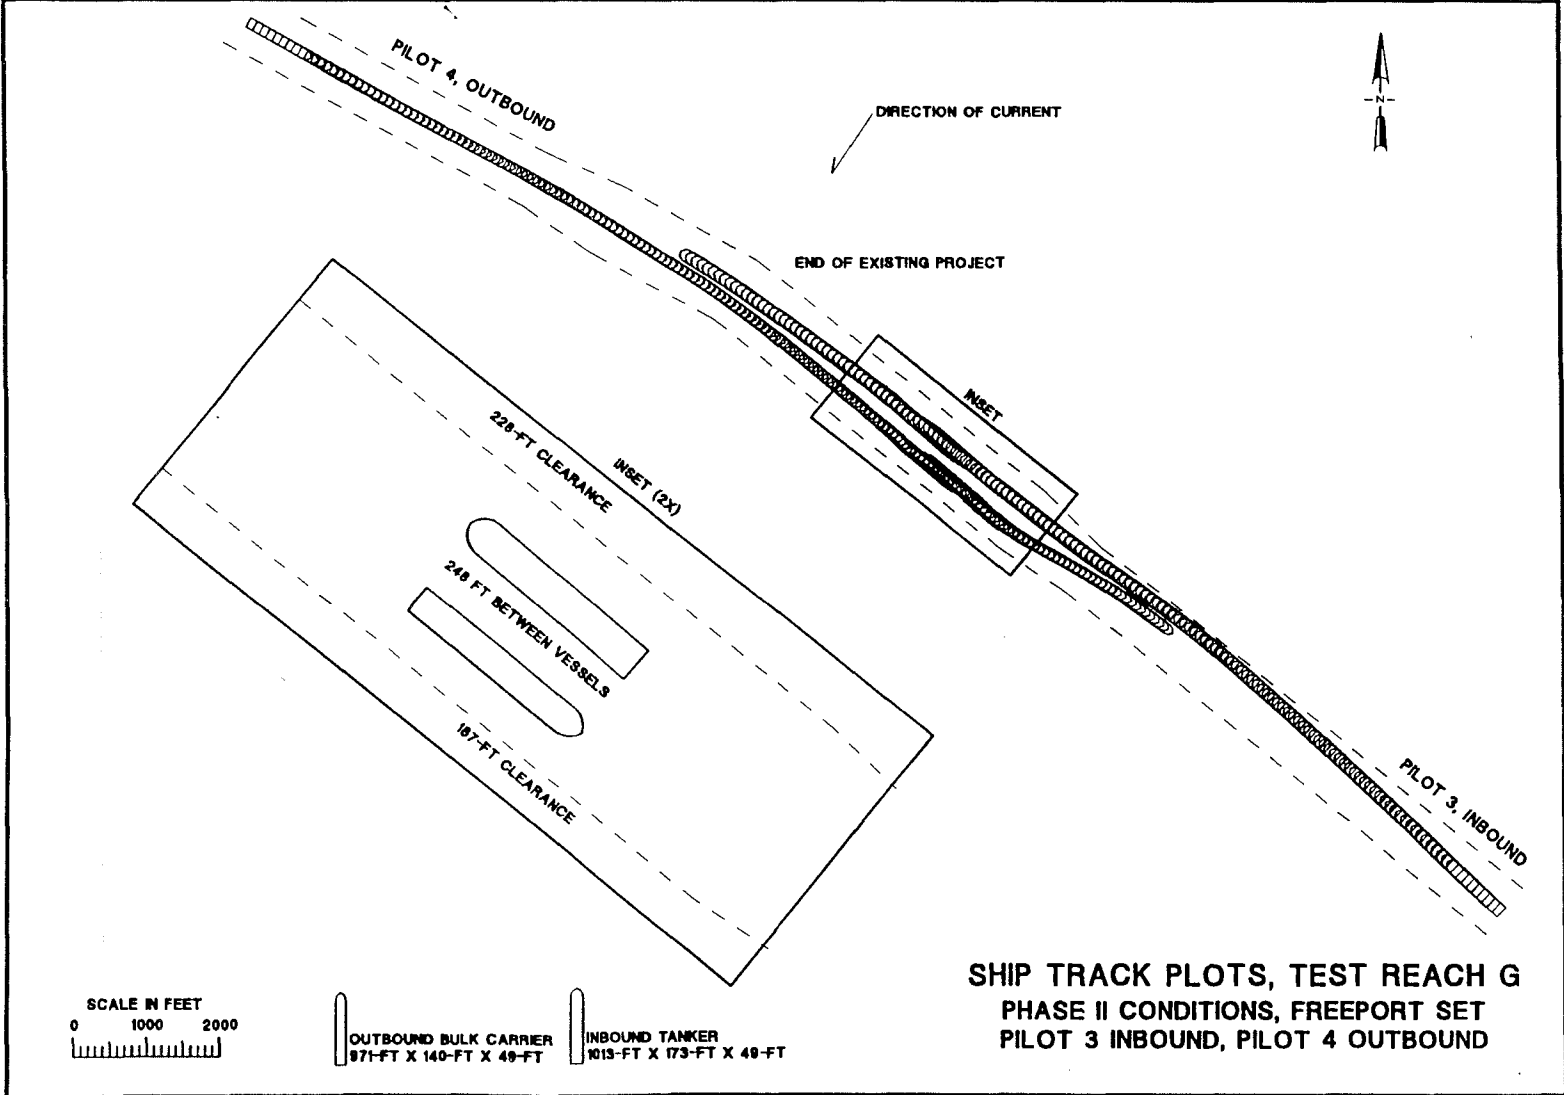 PILOT 4, OUTBOUND
DIRECTION OF CURRENT
N
END OF EXISTING PROJECT
INSET
228-FT CLEARANCE
INSET (2X)
248 FT BETWEEN VESSELS
187-FT CLEARANCE
PILOT 3, INBOUND
SCALE IN FEET
0 1000 2000
OUTBOUND BULK CARRIER
971-FT X 140-FT X 49-FT
INBOUND TANKER
1013-FT X 173-FT X 49-FT
SHIP TRACK PLOTS, TEST REACH G
PHASE II CONDITIONS, FREEPORT SET
PILOT 3 INBOUND, PILOT 4 OUTBOUND